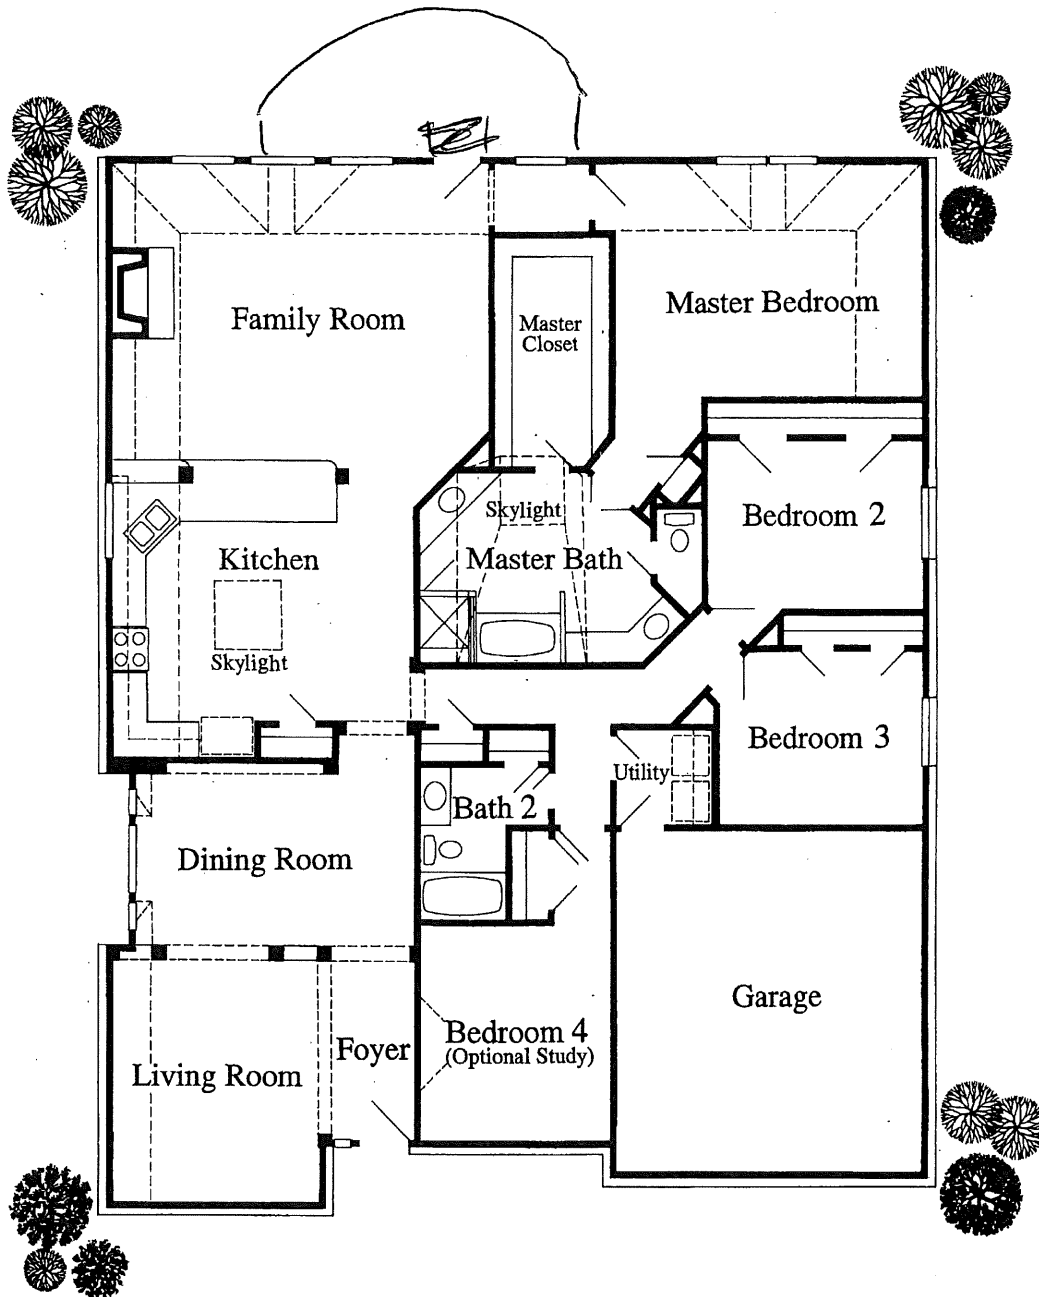 Family Room
Master
Closet
Master Bedroom
Skylight
Master Bath
Bedroom 2
Kitchen
Skylight
Bedroom 3
Utility
Bath 2
Dining Room
Garage
Bedroom 4
(Optional Study)
Foyer
Living Room